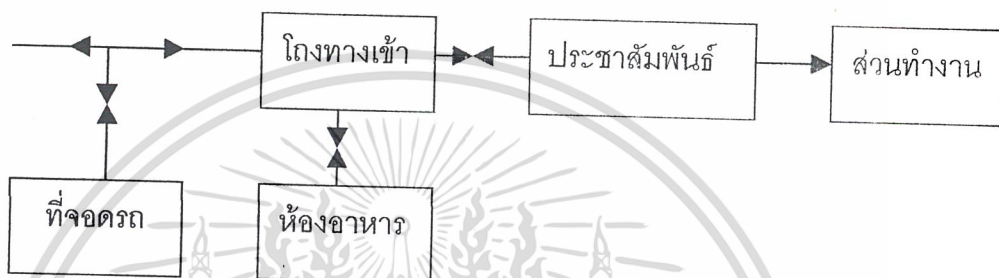 โถงทางเข้า
ประชาสัมพันธ์
ส่วนทำงาน
ที่จอดรถ
ห้องอาหาร